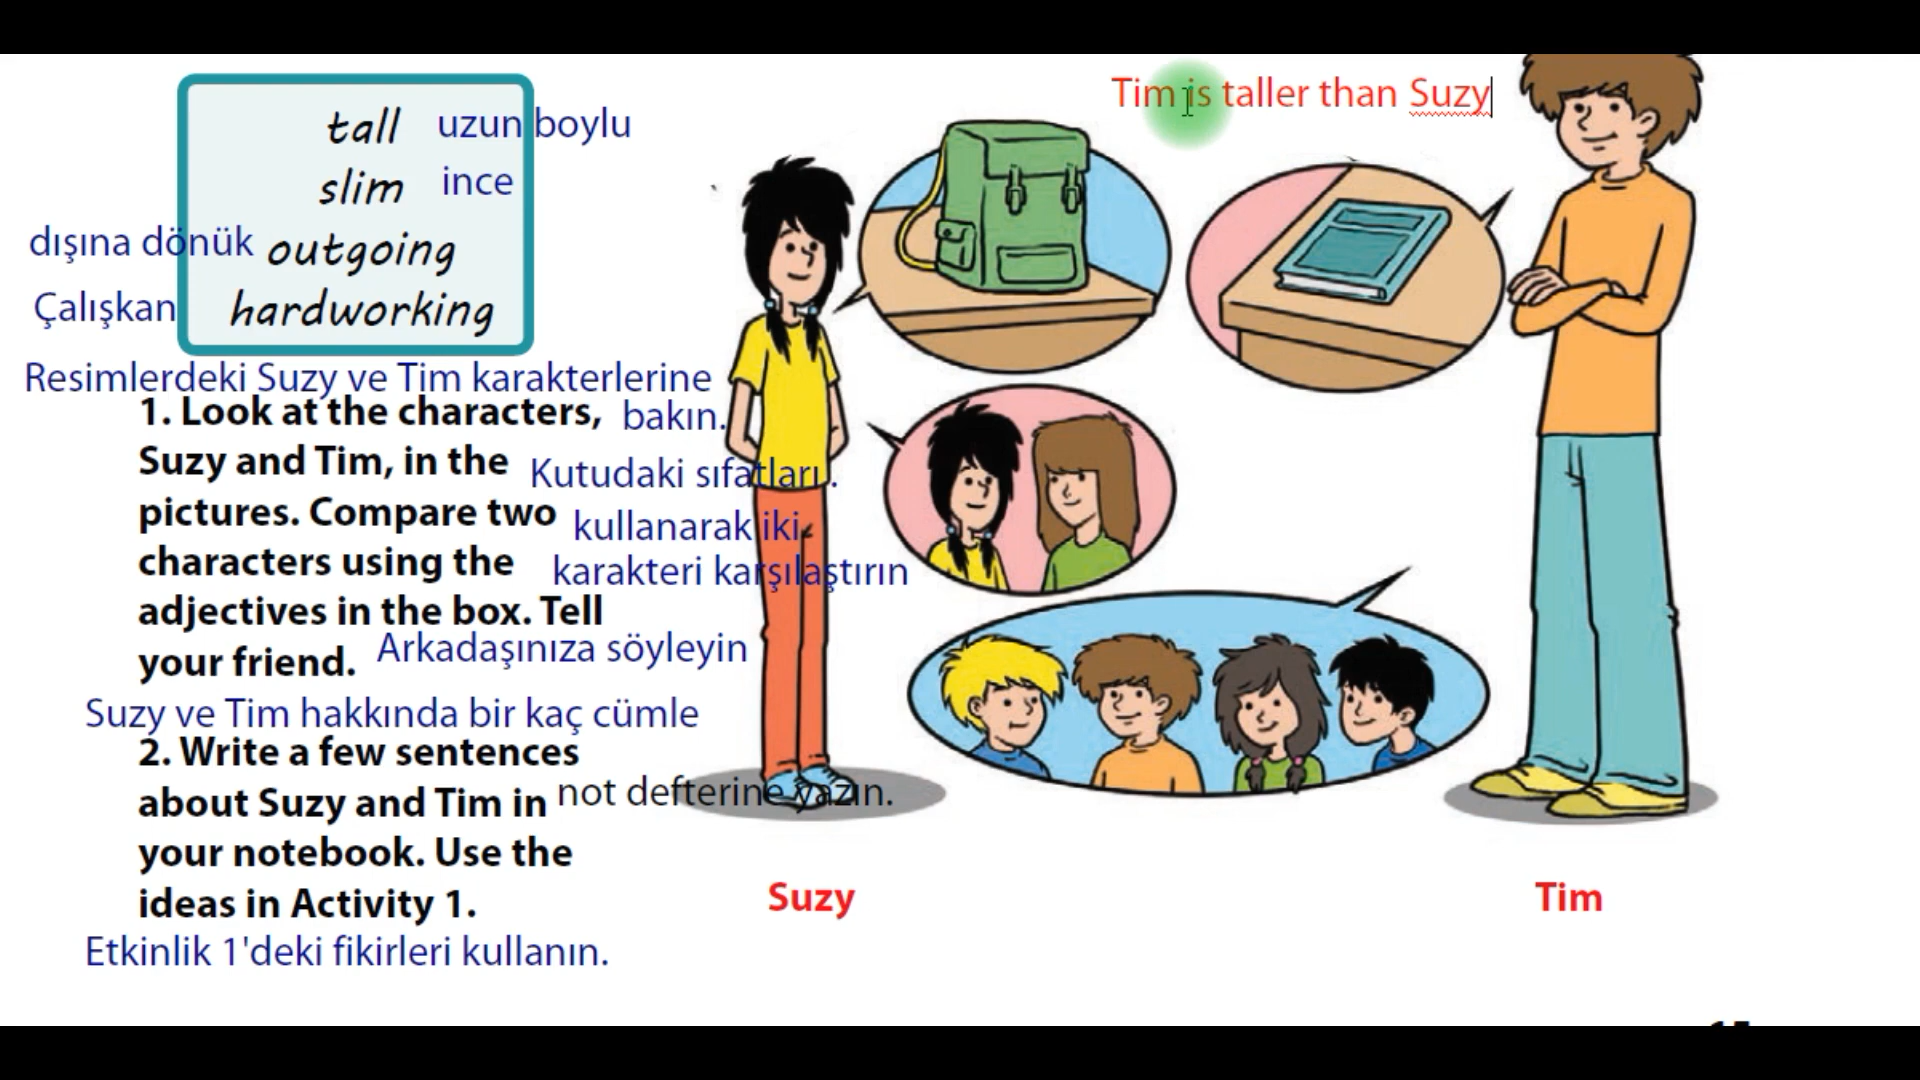 Tim is taller than Suzy
tall uzun boylu
slim ince
dışına dönük outgoing
Çalışkan hardworking
Resimlerdeki Suzy ve Tim karakterlerine
1. Look at the characters, bakın.
Suzy and Tim, in the Kutudaki sıfatları .
pictures. Compare two kullanarak iki
characters using the karakteri karşılaştırın
adjectives in the box. Tell
your friend. Arkadaşınıza söyleyin
Suzy ve Tim hakkında bir kaç cümle
2. Write a few sentences
about Suzy and Tim in not defterine yazın.
your notebook. Use the
ideas in Activity 1.
Etkinlik 1'deki fikirleri kullanın.
Suzy
Tim